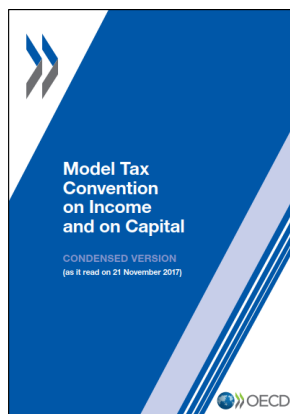 Model Tax
Convention
on Income
and on Capital
CONDENSED VERSION
(as it read on 21 November 2017)
OECD